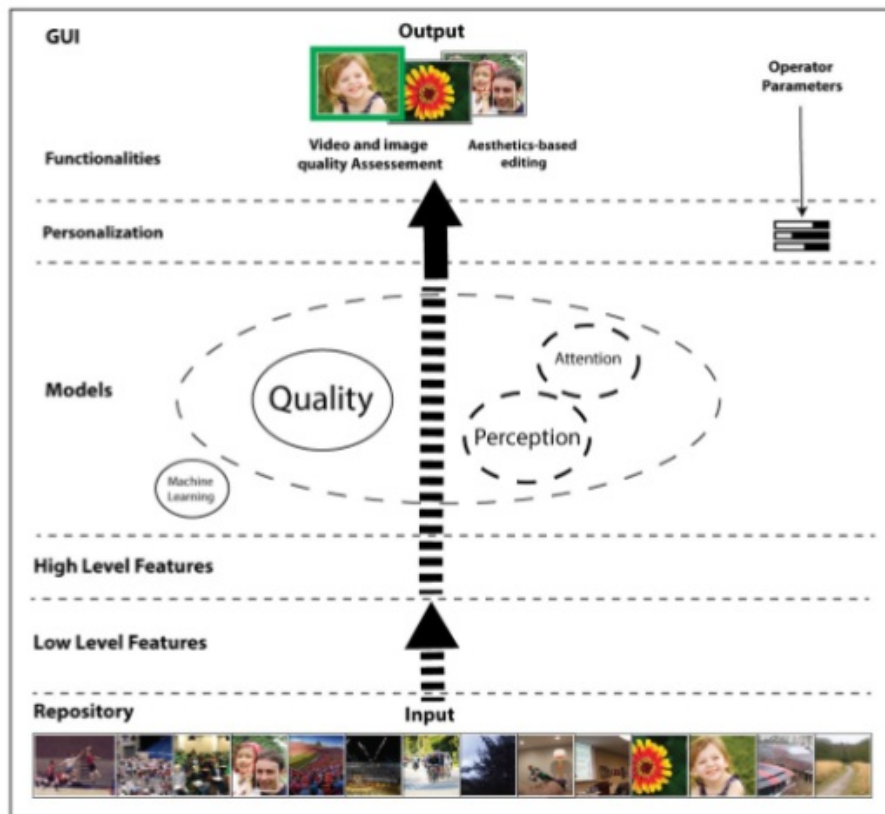 GUI
Output
Operator
Parameters
Video and image
quality Assessment
Aesthetics-based
editing
Functionalities
Personalization
Attention
Models
Quality
Perception
Machine
Learning
High Level Features
Low Level Features
Repository
Input